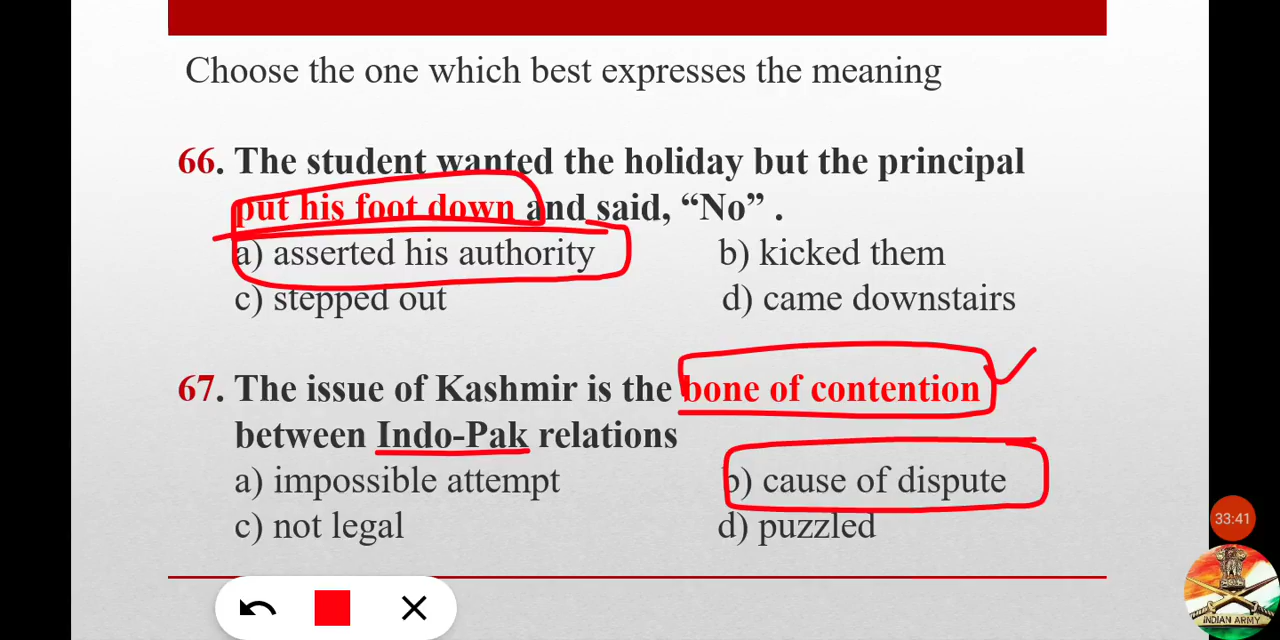 Choose the one which best expresses the meaning
66. The student wanted the holiday but the principal
put his foot down and said, “No” .
a) asserted his authority b) kicked them
c) stepped out d) came downstairs
67. The issue of Kashmir is the bone of contention
between Indo-Pak relations
a) impossible attempt b) cause of dispute
c) not legal d) puzzled
33:41
INDIAN ARMY